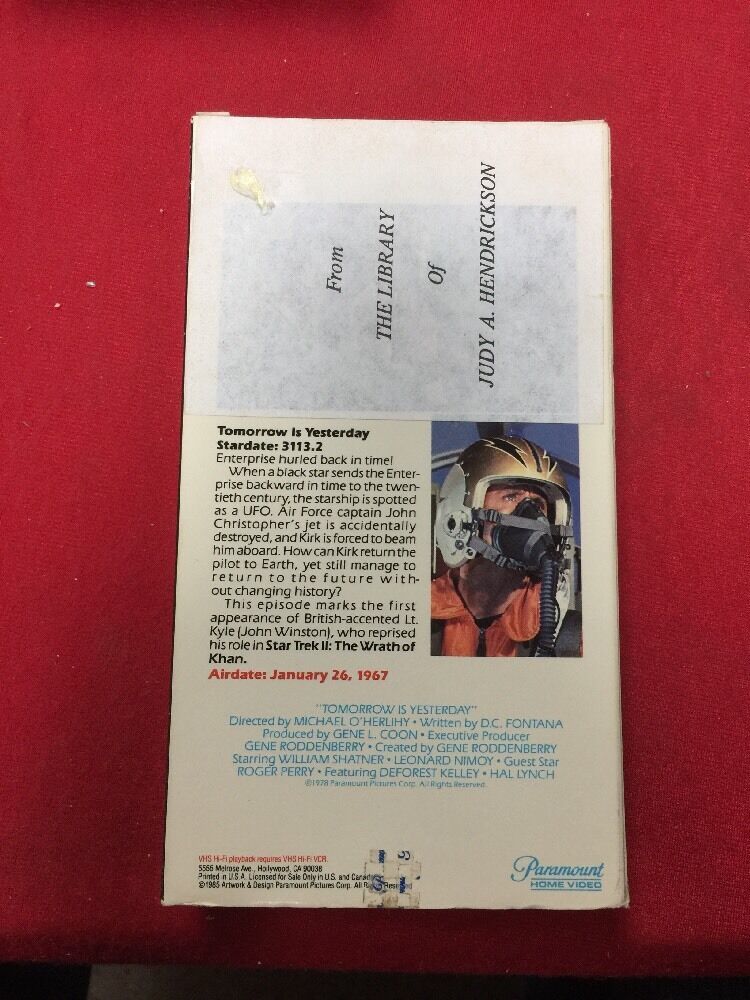 From
THE LIBRARY
Of
JUDY A. HENDRICKSON
Tomorrow Is Yesterday
Stardate: 3113.2
Enterprise hurled back in time!
When a black star sends the Enter-
prise backward in time to the twen-
tieth century, the starship is spotted
as a UFO. Air Force captain John
Christopher's jet is accidentally
destroyed, and Kirk is forced to beam
him aboard. How can Kirk return the
pilot to Earth, yet still manage to
return to the future with-
out changing history?
This episode marks the first
appearance of British-accented Lt.
Kyle (John Winston), who reprised
his role in Star Trek II: The Wrath of
Khan.
Airdate: January 26, 1967
"TOMORROW IS YESTERDAY"
Directed by MICHAEL O'HERLIHY • Written by D.C. FONTANA
Produced by GENE L. COON • Executive Producer
GENE RODDENBERRY • Created by GENE RODDENBERRY
Starring WILLIAM SHATNER • LEONARD NIMOY • Guest Star
ROGER PERRY • Featuring DEFOREST KELLEY • HAL LYNCH
©1978 Paramount Pictures Corp. All Rights Reserved.
VHS Hi-Fi playback requires VHS Hi-Fi VCR.
5555 Melrose Ave., Hollywood, CA 90038
Printed in U.S.A. Licensed for Sale Only in U.S. and
©1985 Artwork & Design Paramount Pictures Corp. All
Paramount
HOME VIDEO